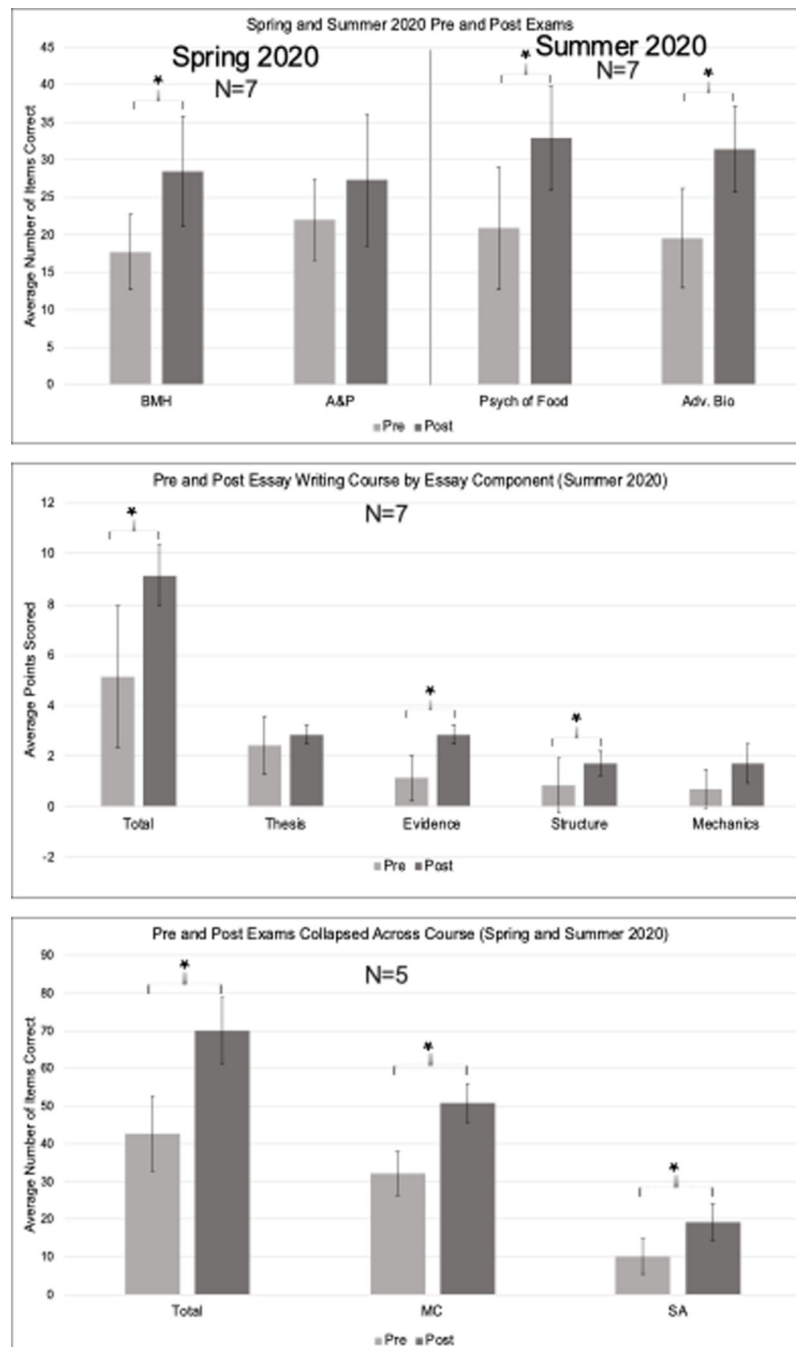 Spring and Summer 2020 Pre and Post Exams
Spring 2020
N=7
Summer 2020
N=7
Average Number of Items Correct
45
40
35
30
25
20
15
10
5
0
*
*
*
BMH
A&P
Psych of Food
Adv. Bio
Pre Post
Pre and Post Essay Writing Course by Essay Component (Summer 2020)
N=7
Average Points Scored
12
10
8
6
4
2
0
-2
*
*
*
Total
Thesis
Evidence
Structure
Mechanics
Pre Post
Pre and Post Exams Collapsed Across Course (Spring and Summer 2020)
N=5
Average Number of Items Correct
90
80
70
60
50
40
30
20
10
0
*
*
*
Total
MC
SA
Pre Post